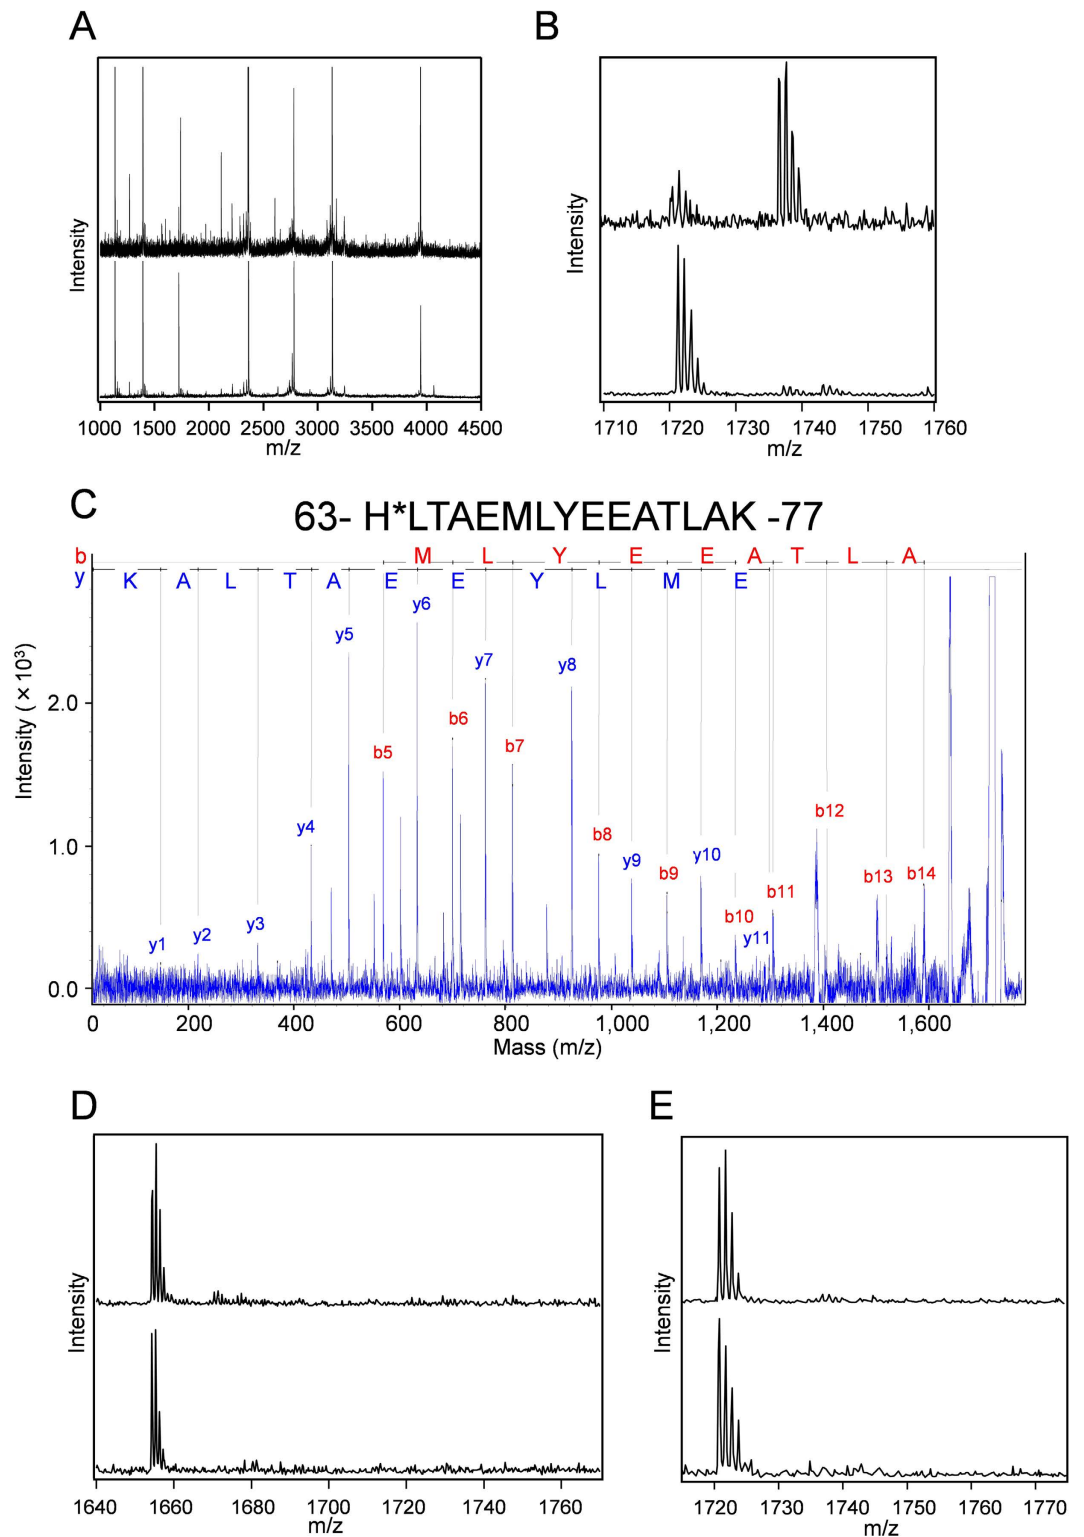 A
B
Intensity
Intensity
1000 1500 2000 2500 3000 3500 4000 4500
m/z
1710 1720 1730 1740 1750 1760
m/z
C
63- H*LTAEMLYEEATLAK -77
b M L Y E E A T L A
y K A L T A E E Y L M E
y6
y5
y7
y8
b6
b5
b7
y4
b12
b8
y9
y10
b9
b13
b14
b11
b10
y3
y2
y1
y11
Intensity ( × 10³)
2.0
1.0
0.0
0 200 400 600 800 1,000 1,200 1,400 1,600
Mass (m/z)
D
E
Intensity
Intensity
1640 1660 1680 1700 1720 1740 1760
m/z
1720 1730 1740 1750 1760 1770
m/z